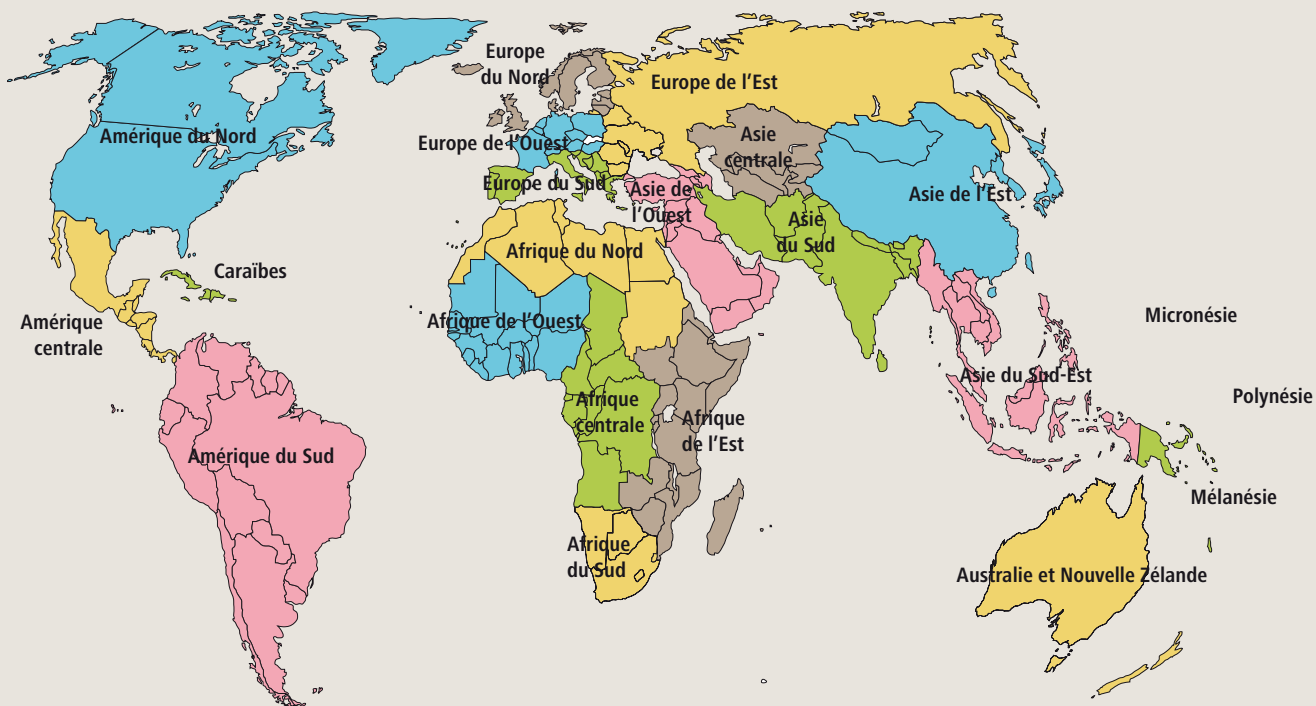 Europe
du Nord
Europe de l'Est
Amérique du Nord
Asie
centrale
Europe de l'Ouest
Europe du Sud
Asie de
l'Ouest
Asie de l'Est
Asie
du Sud
Afrique du Nord
Caraïbes
Amérique
centrale
Afrique de l'Ouest
Micronésie
Asie du Sud-Est
Polynésie
Afrique
centrale
Afrique
de l'Est
Amérique du Sud
Mélanésie
Afrique
du Sud
Australie et Nouvelle Zélande